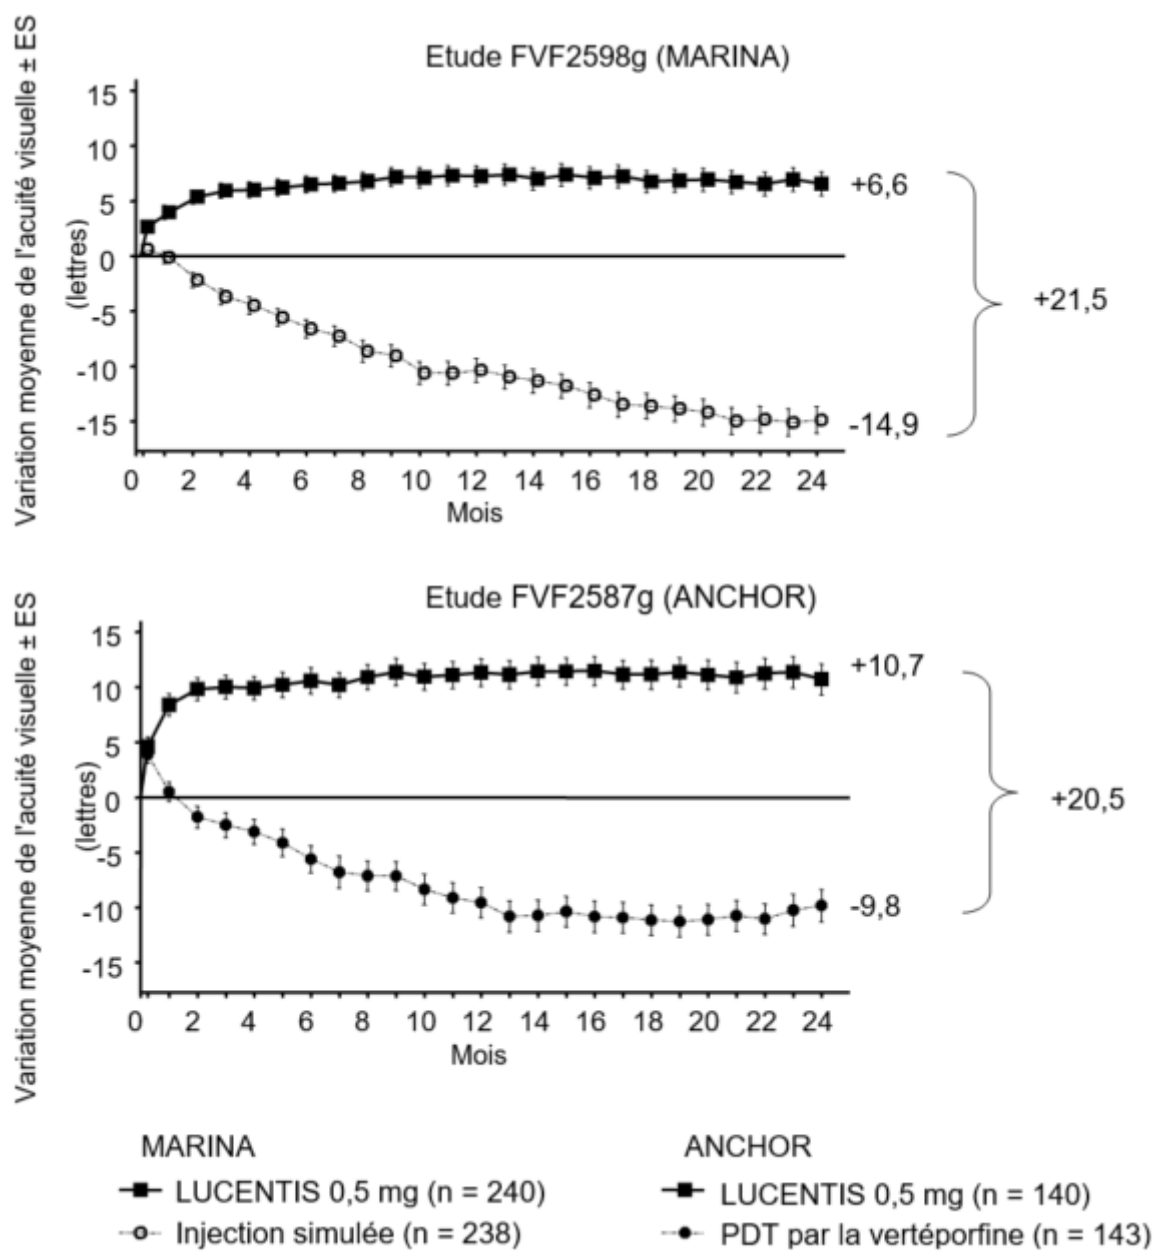 Etude FVF2598g (MARINA)
Variation moyenne de l'acuité visuelle ± ES
(lettres)
15
10
5
0
-5
-10
-15
+6,6
-14,9
+21,5
0 2 4 6 8 10 12 14 16 18 20 22 24
Mois
Etude FVF2587g (ANCHOR)
Variation moyenne de l'acuité visuelle ± ES
(lettres)
15
10
5
0
-5
-10
-15
+10,7
-9,8
+20,5
0 2 4 6 8 10 12 14 16 18 20 22 24
Mois
MARINA
LUCENTIS 0,5 mg (n = 240)
Injection simulée (n = 238)
ANCHOR
LUCENTIS 0,5 mg (n = 140)
PDT par la vertéporfine (n = 143)